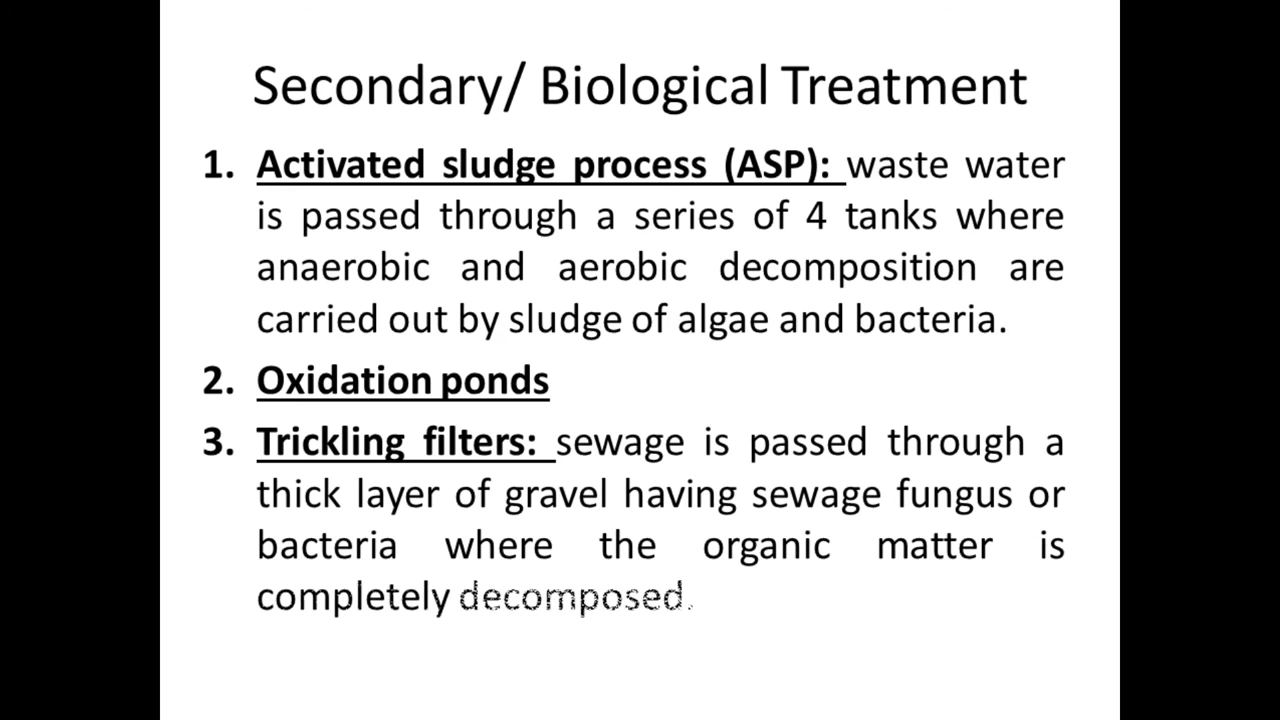 Secondary/ Biological Treatment
1. Activated sludge process (ASP): waste water
is passed through a series of 4 tanks where
anaerobic and aerobic decomposition are
carried out by sludge of algae and bacteria.
2. Oxidation ponds
3. Trickling filters: sewage is passed through a
thick layer of gravel having sewage fungus or
bacteria where the organic matter is
completely decomposed.